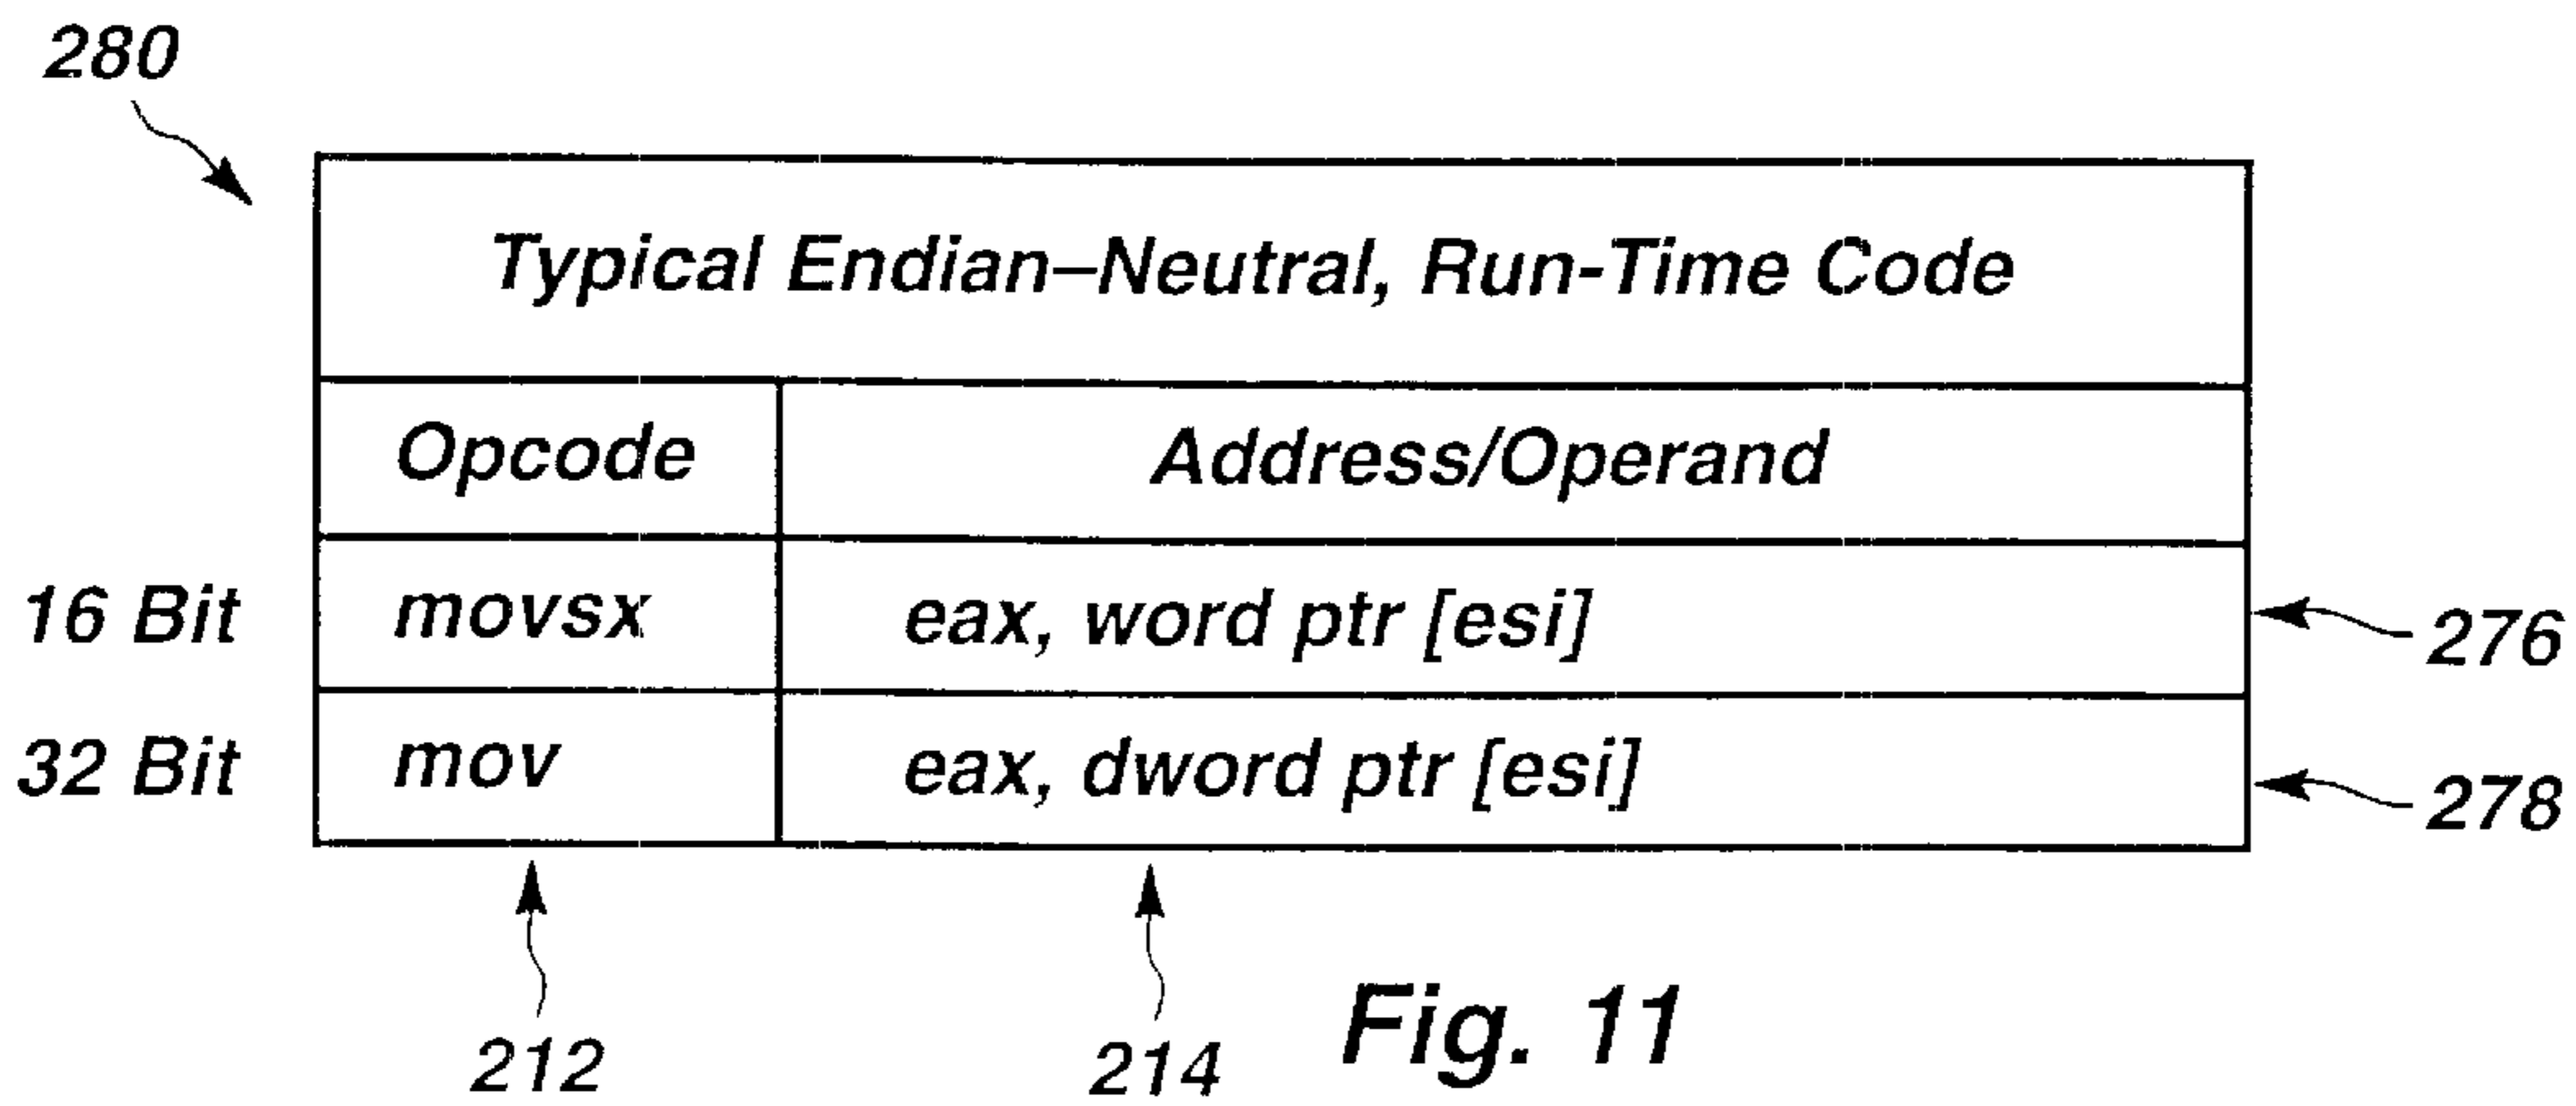 280
Typical Endian–Neutral, Run-Time Code
Opcode Address/Operand
16 Bit movsx eax, word ptr [esi] 276
32 Bit mov eax, dword ptr [esi] 278
212 214 Fig. 11